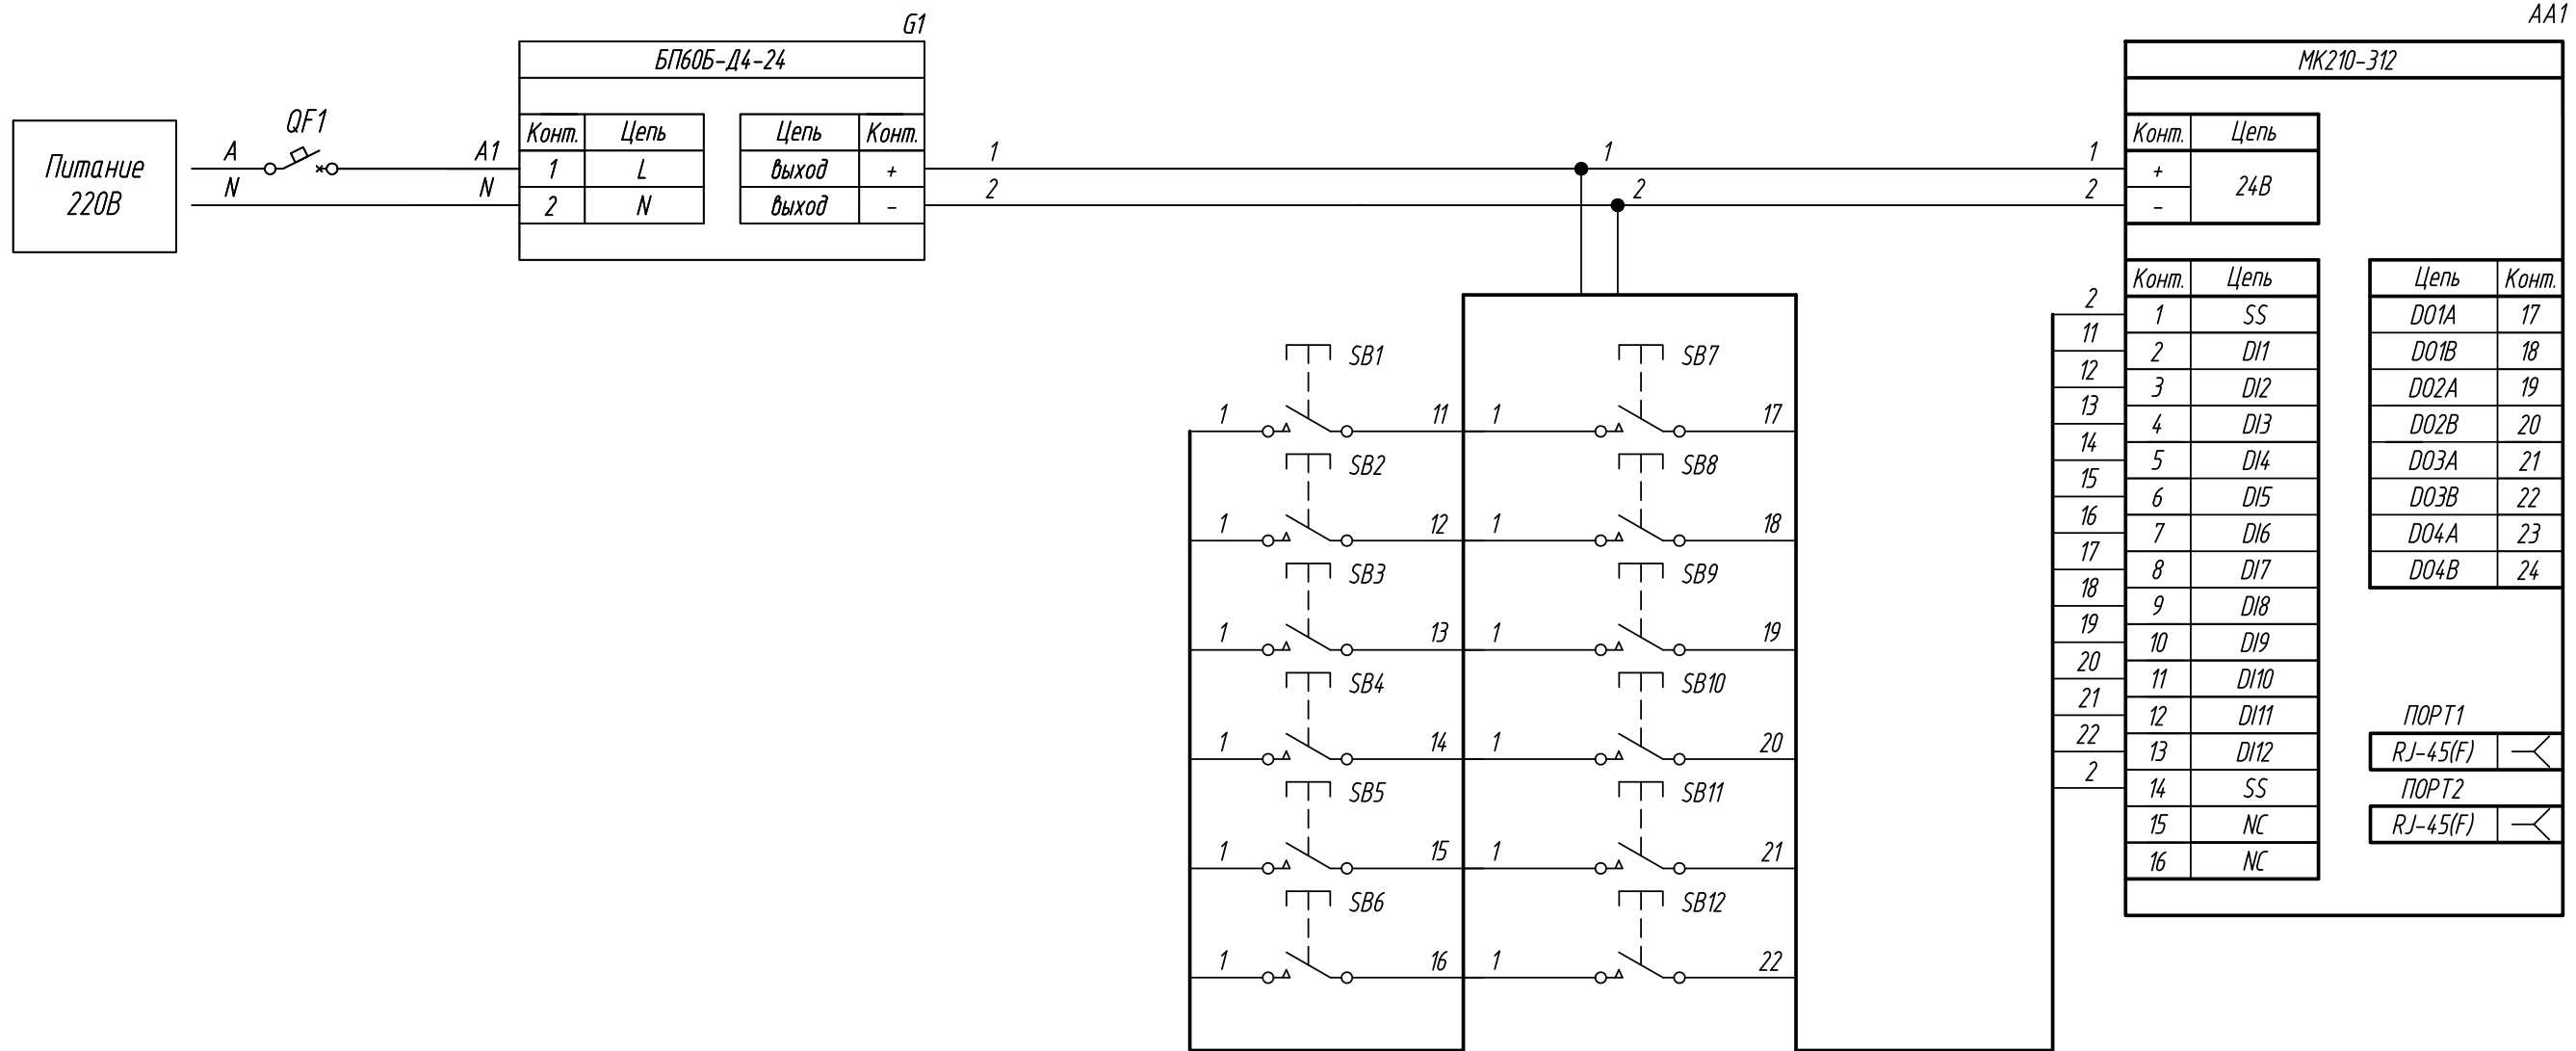 G1
AA1
БП60Б-Д4-24
МК210-312
Питание
220В
QF1
A
N
A1
N
Конт. Цепь
1 L
2 N
Цепь Конт.
выход +
выход -
1
2
1
2
1
2
Конт. Цепь
+ 24В
-
Конт. Цепь
2 1 SS
11 2 DI1
12 3 DI2
13 4 DI3
14 5 DI4
15 6 DI5
16 7 DI6
17 8 DI7
18 9 DI8
19 10 DI9
20 11 DI10
21 12 DI11
22 13 DI12
2 14 SS
15 NC
16 NC
Цепь Конт.
DO1A 17
DO1B 18
DO2A 19
DO2B 20
DO3A 21
DO3B 22
DO4A 23
DO4B 24
ПОРТ1
RJ-45(F)
ПОРТ2
RJ-45(F)
SB1 SB7
1 11 1 17
SB2 SB8
1 12 1 18
SB3 SB9
1 13 1 19
SB4 SB10
1 14 1 20
SB5 SB11
1 15 1 21
SB6 SB12
1 16 1 22